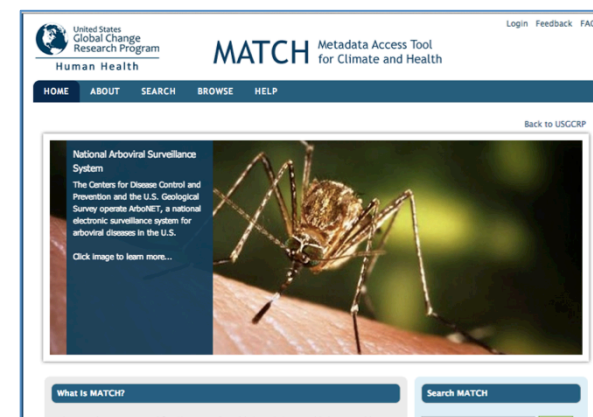 Login Feedback FAQ
United States
Global Change
Research Program
Human Health
MATCH Metadata Access Tool
for Climate and Health
HOME ABOUT SEARCH BROWSE HELP
Back to USGCRP
National Arboviral Surveillance
System
The Centers for Disease Control and
Prevention and the U.S. Geological
Survey operate ArboNET, a national
electronic surveillance system for
arboviral diseases in the U.S.
Click image to learn more...
What Is MATCH?
Search MATCH